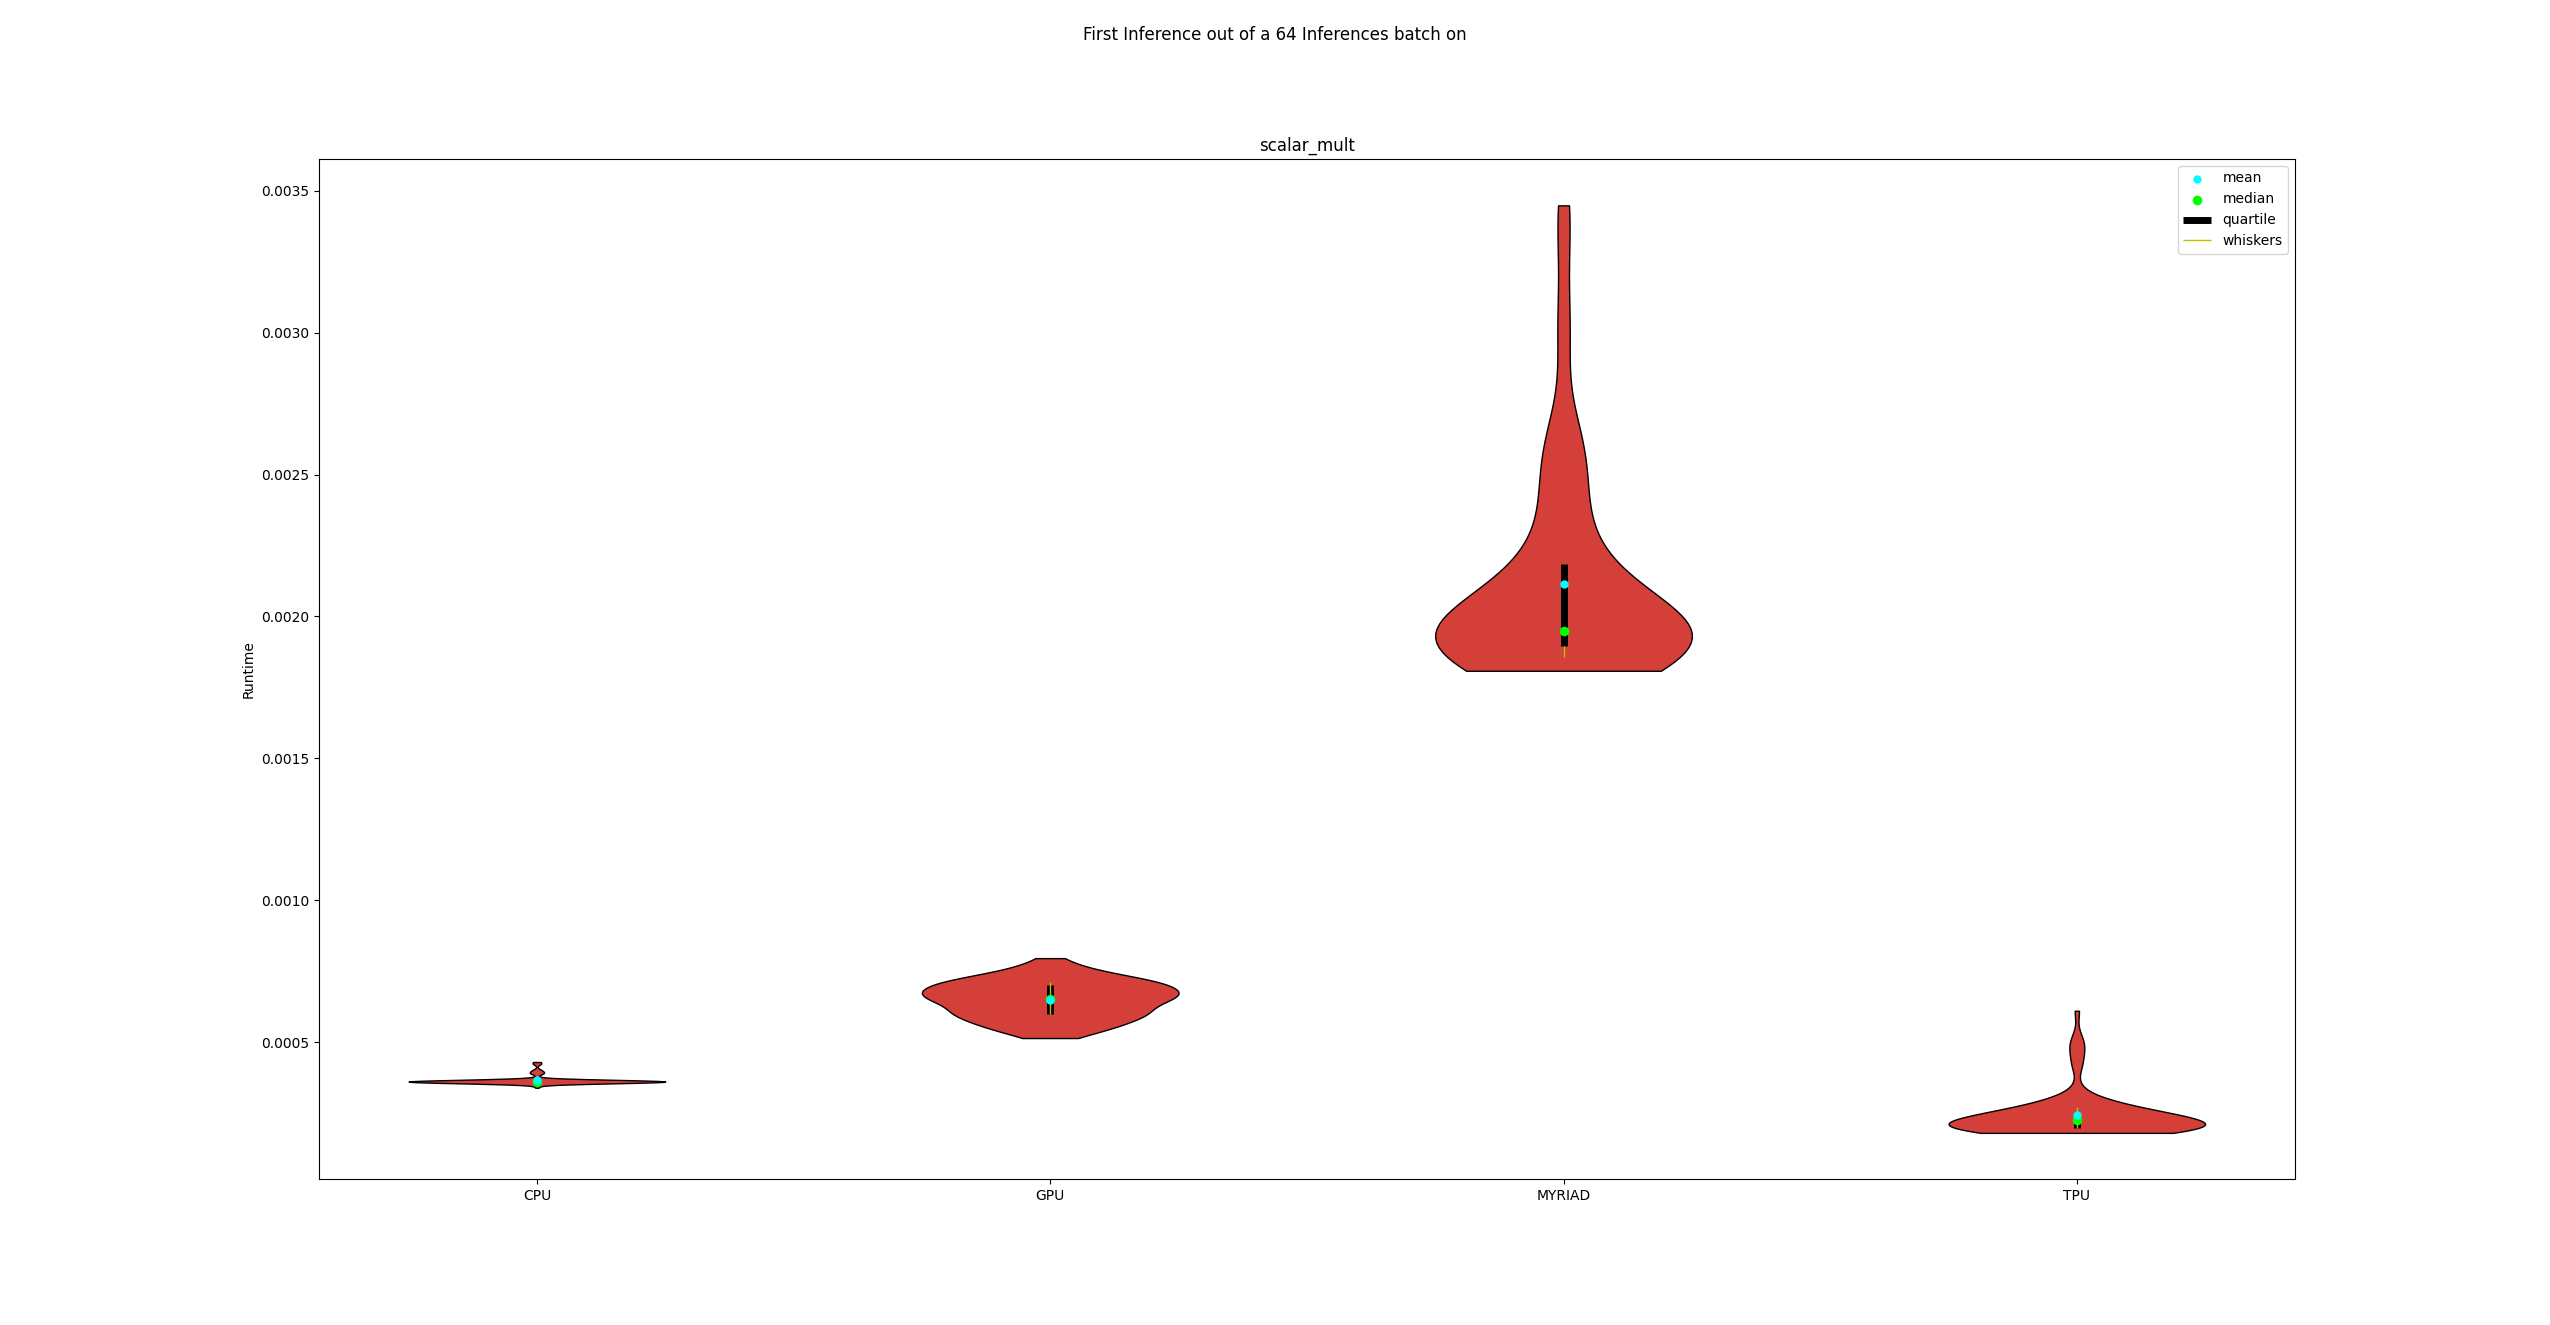 First Inference out of a 64 Inferences batch on
scalar_mult
mean
median
quartile
whiskers
Runtime
0.0035
0.0030
0.0025
0.0020
0.0015
0.0010
0.0005
CPU GPU MYRIAD TPU